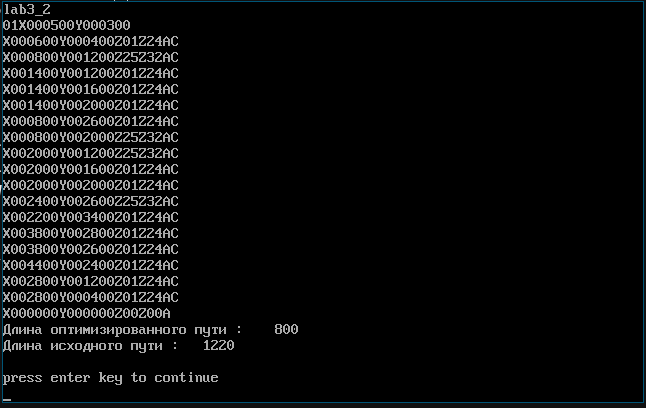 lab3_2
01X000500Y000300
X000600Y000400Z01Z24AC
X000800Y001200Z25Z32AC
X001400Y001200Z01Z24AC
X001400Y001600Z01Z24AC
X001400Y002000Z01Z24AC
X000800Y002600Z01Z24AC
X000800Y002000Z25Z32AC
X002000Y001200Z25Z32AC
X002000Y001600Z01Z24AC
X002000Y002000Z01Z24AC
X002400Y002600Z25Z32AC
X002200Y003400Z01Z24AC
X003800Y002800Z01Z24AC
X003800Y002600Z01Z24AC
X004400Y002400Z01Z24AC
X002800Y001200Z01Z24AC
X002800Y000400Z01Z24AC
X000000Y000000Z00Z00A
Длина оптимизированного пути :    800
Длина исходного пути :   1220
press enter key to continue
_